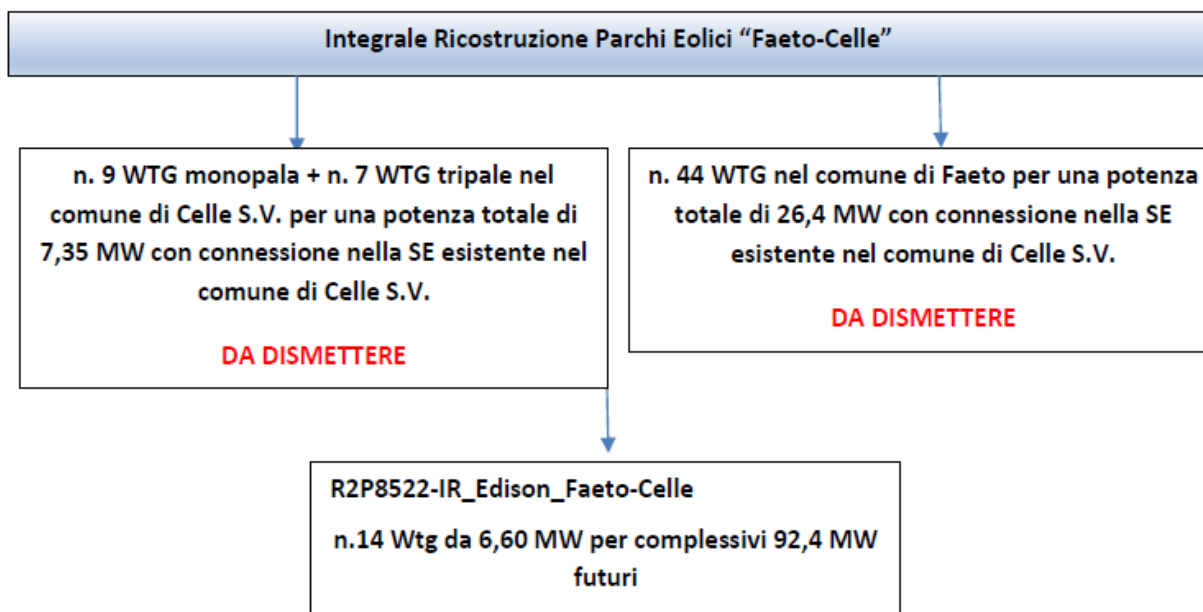 Integrale Ricostruzione Parchi Eolici “Faeto-Celle”
n. 9 WTG monopala + n. 7 WTG tripale nel
comune di Celle S.V. per una potenza totale di
7,35 MW con connessione nella SE esistente nel
comune di Celle S.V.
DA DISMETTERE
n. 44 WTG nel comune di Faeto per una potenza
totale di 26,4 MW con connessione nella SE
esistente nel comune di Celle S.V.
DA DISMETTERE
R2P8522-IR_Edison_Faeto-Celle
n.14 Wtg da 6,60 MW per complessivi 92,4 MW
futuri